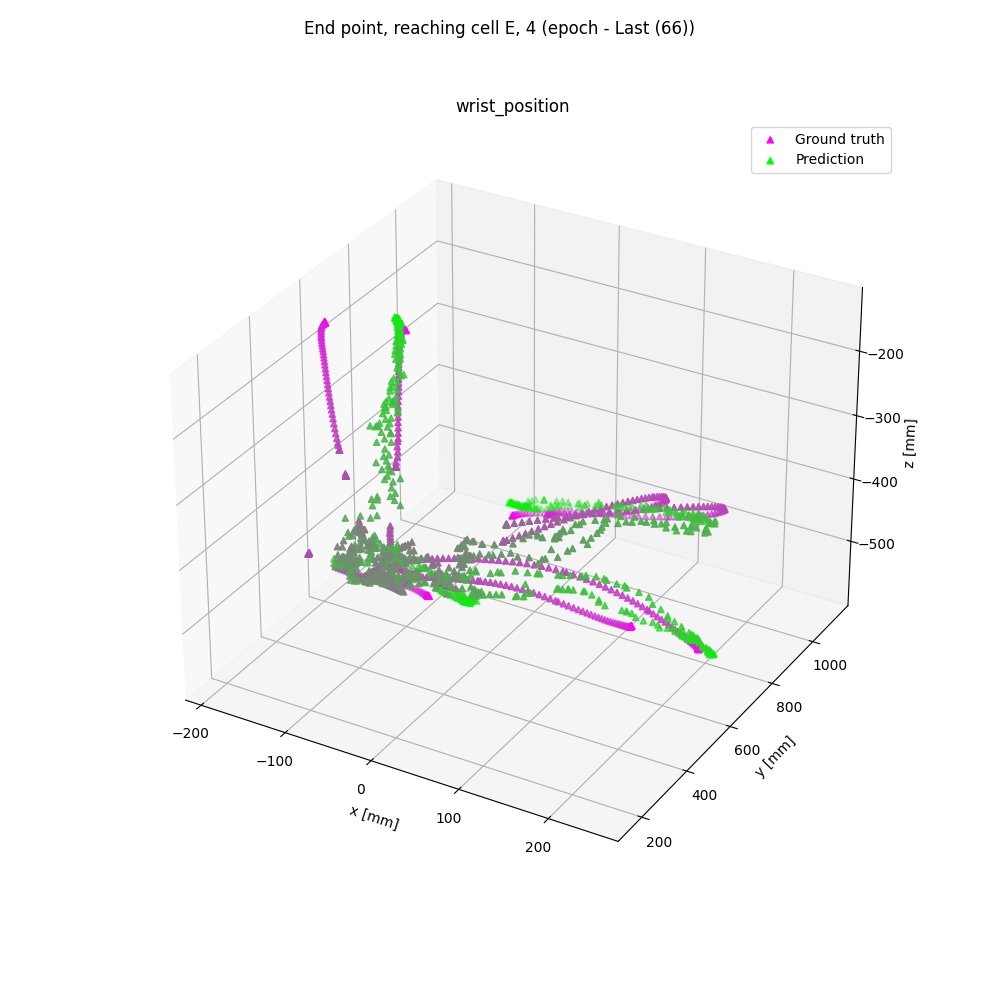 End point, reaching cell E, 4 (epoch - Last (66))
wrist_position
Ground truth
Prediction
−200
−300
−400
−500
z [mm]
1000
800
600
400
200
y [mm]
−200
−100
0
100
200
x [mm]